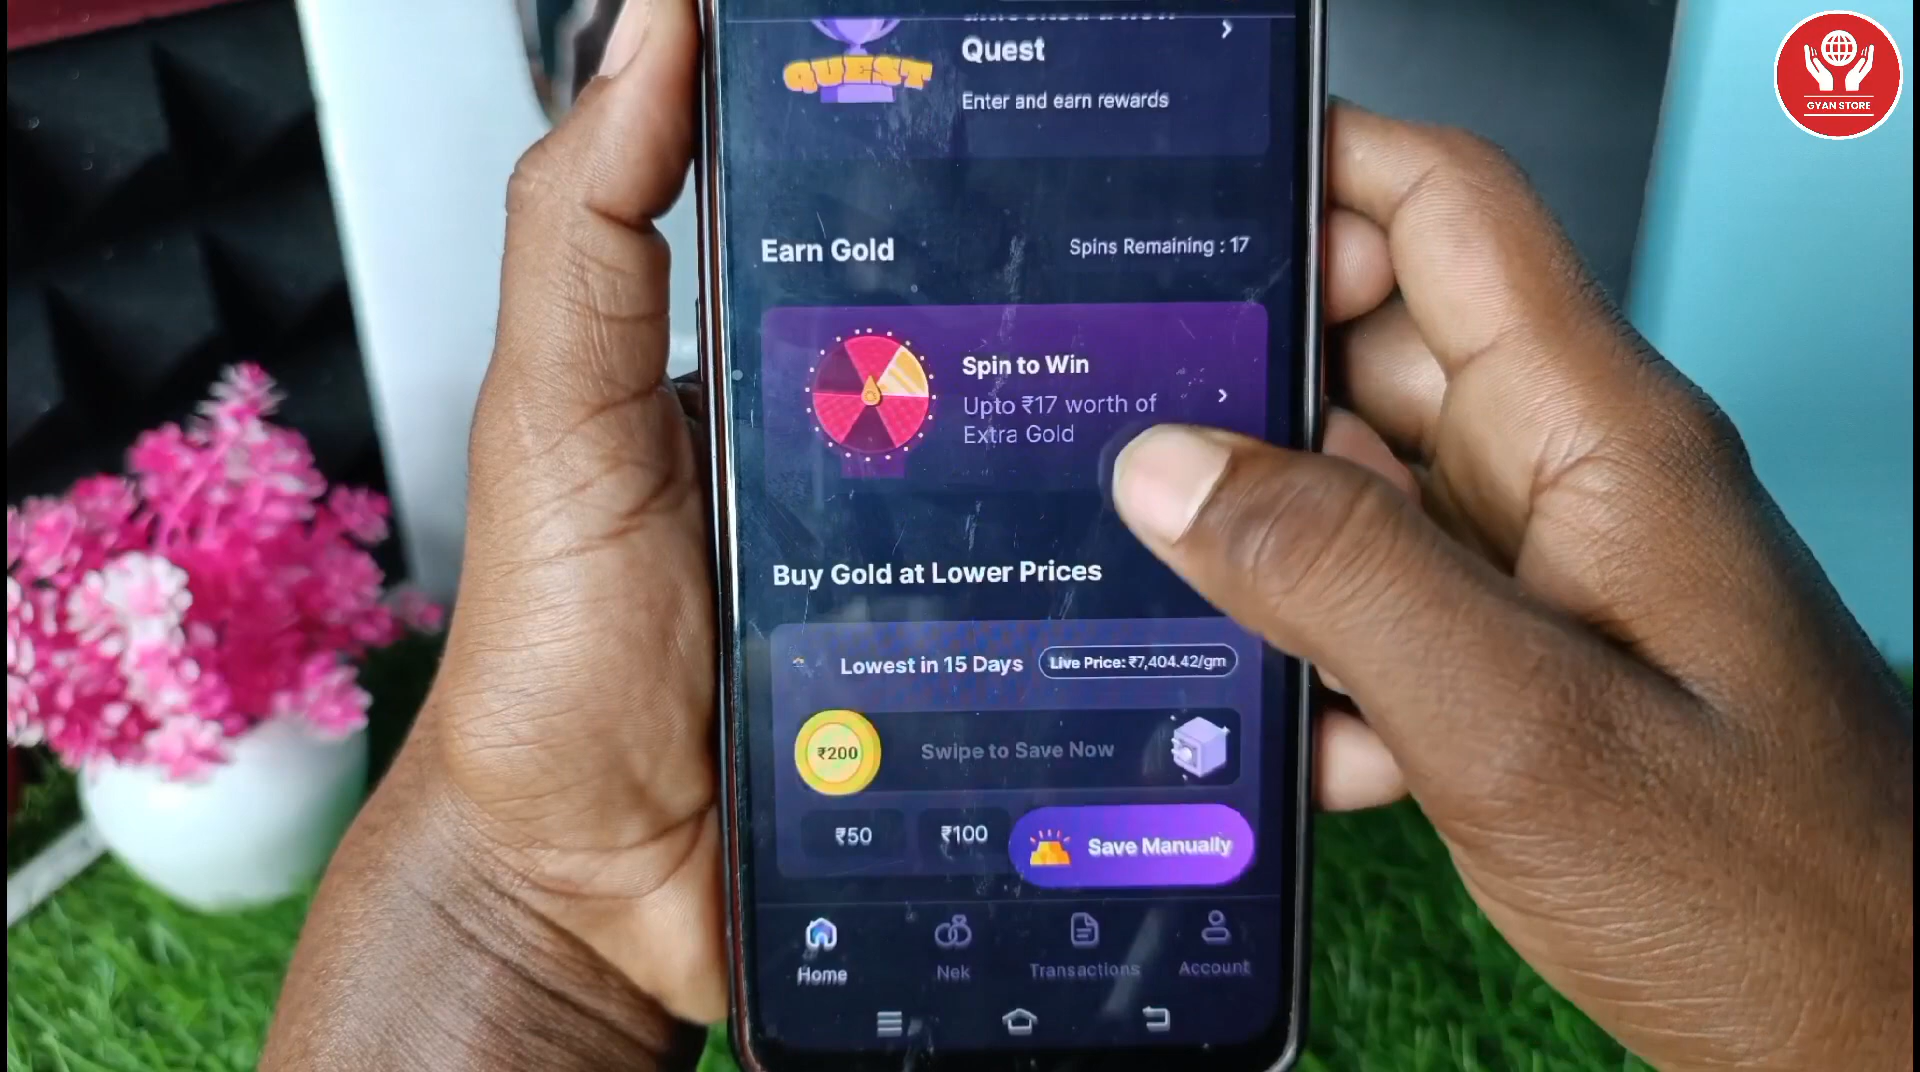 GYAN STORE
QUEST
Quest
Enter and earn rewards
Earn Gold
Spins Remaining : 17
Spin to Win
Upto ₹17 worth of
Extra Gold
Buy Gold at Lower Prices
Lowest in 15 Days
Live Price: ₹7,404.42/gm
₹200
Swipe to Save Now
₹50
₹100
Save Manually
Home
Nek
Transactions
Account